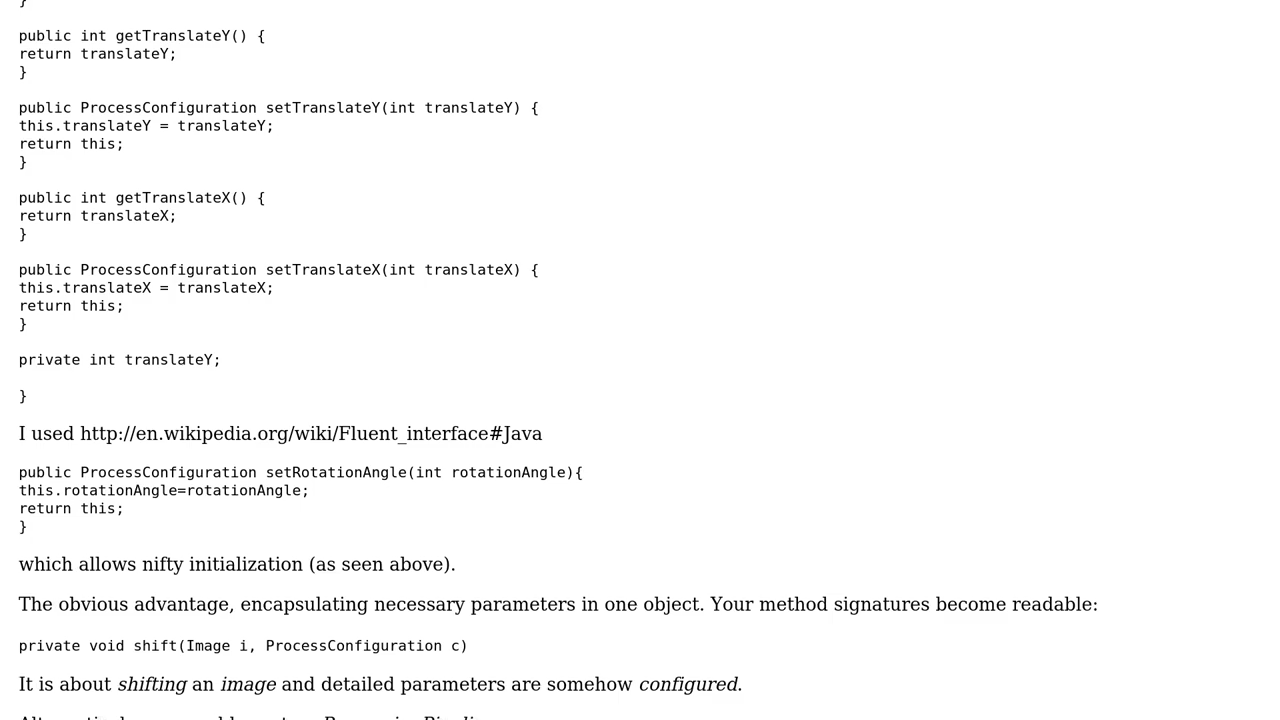 }
public int getTranslateY() {
return translateY;
}
public ProcessConfiguration setTranslateY(int translateY) {
this.translateY = translateY;
return this;
}
public int getTranslateX() {
return translateX;
}
public ProcessConfiguration setTranslateX(int translateX) {
this.translateX = translateX;
return this;
}
private int translateY;
}
I used http://en.wikipedia.org/wiki/Fluent_interface#Java
public ProcessConfiguration setRotationAngle(int rotationAngle){
this.rotationAngle=rotationAngle;
return this;
}
which allows nifty initialization (as seen above).
The obvious advantage, encapsulating necessary parameters in one object. Your method signatures become readable:
private void shift(Image i, ProcessConfiguration c)
It is about shifting an image and detailed parameters are somehow configured.